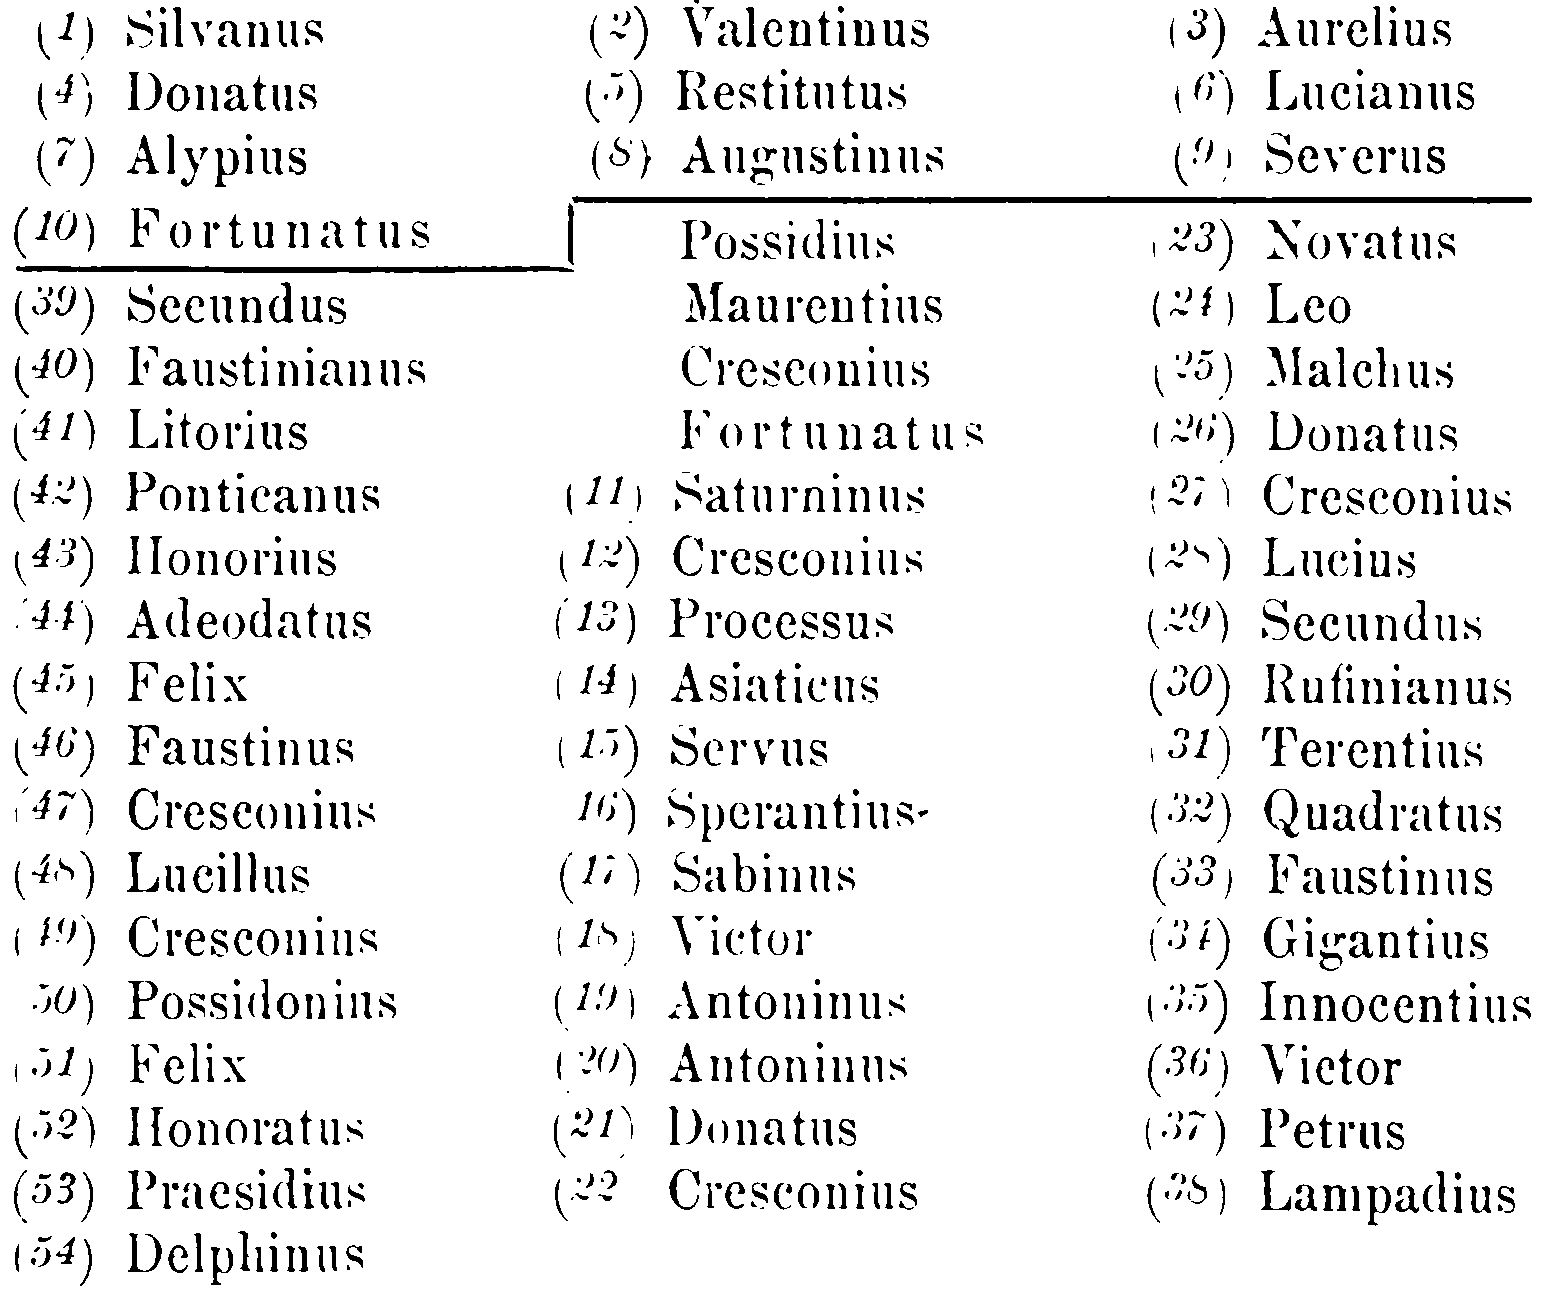 (1) Silvanus (2) Valentinus (3) Aurelius
(4) Donatus (5) Restitutus (6) Lucianus
(7) Alypius (8) Augustinus (9) Severus
(10) Fortunatus Possidius (23) Novatus
(39) Secundus Maurentius (24) Leo
(40) Faustinianus Cresconius (25) Malchus
(41) Litorius Fortunatus (26) Donatus
(42) Ponticanus (11) Saturninus (27) Cresconius
(43) Honorius (12) Cresconius (28) Lucius
(44) Adeodatus (13) Processus (29) Secundus
(45) Felix (14) Asiaticus (30) Rufinianus
(46) Faustinus (15) Servus (31) Terentius
(47) Cresconius 16) Sperantius- (32) Quadratus
(48) Lucillus (17) Sabinus (33) Faustinus
(49) Cresconius (18) Victor (34) Gigantius
50) Possidonius (19) Antoninus (35) Innocentius
(51) Felix (20) Antoninus (36) Victor
(52) Honoratus (21) Donatus (37) Petrus
(53) Praesidius (22 Cresconius (38) Lampadius
(54) Delphinus